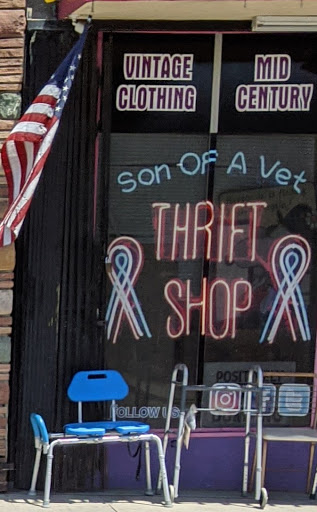 VINTAGE
CLOTHING
MID
CENTURY
Son OF A Vet
THRIFT
SHOP
FOLLOW US